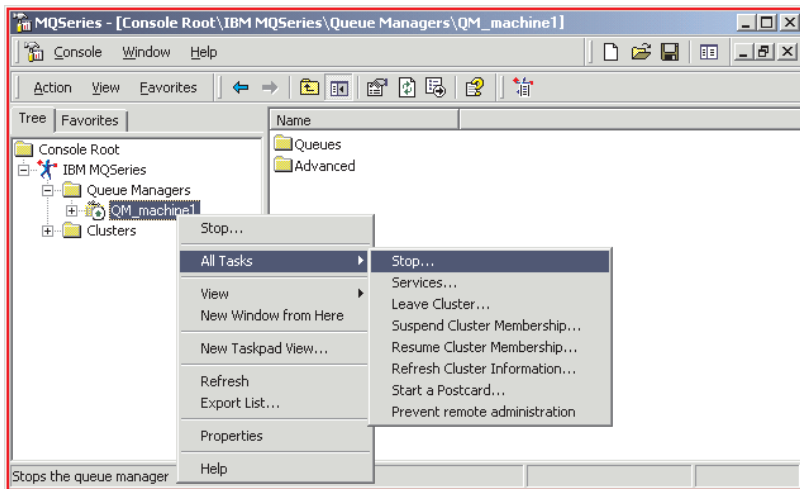 MQSeries - [Console Root\IBM MQSeries\Queue Managers\QM_machine1]
Console Window Help
Action View Favorites
Tree Favorites
Name
Console Root
IBM MQSeries
Queue Managers
QM_machine1
Clusters
Queues
Advanced
Stop...
All Tasks
View
New Window from Here
New Taskpad View...
Refresh
Export List...
Properties
Help
Stop...
Services...
Leave Cluster...
Suspend Cluster Membership...
Resume Cluster Membership...
Refresh Cluster Information...
Start a Postcard...
Prevent remote administration
Stops the queue manager